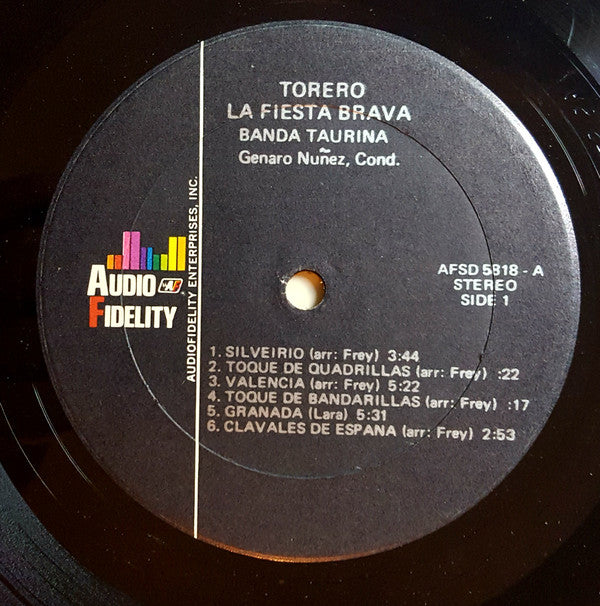 TORERO
LA FIESTA BRAVA
BANDA TAURINA
Genaro Nuñez, Cond.
AUDIO
FIDELITY
AUDIOFIDELITY ENTERPRISES, INC.
AFSD 5818 - A
STEREO
SIDE 1
1. SILVEIRIO (arr: Frey) 3:44
2. TOQUE DE QUADRILLAS (arr: Frey) :22
3. VALENCIA (arr: Frey) 5:22
4. TOQUE DE BANDARILLAS (arr: Frey) :17
5. GRANADA (Lara) 5:31
6. CLAVALES DE ESPANA (arr: Frey) 2:53